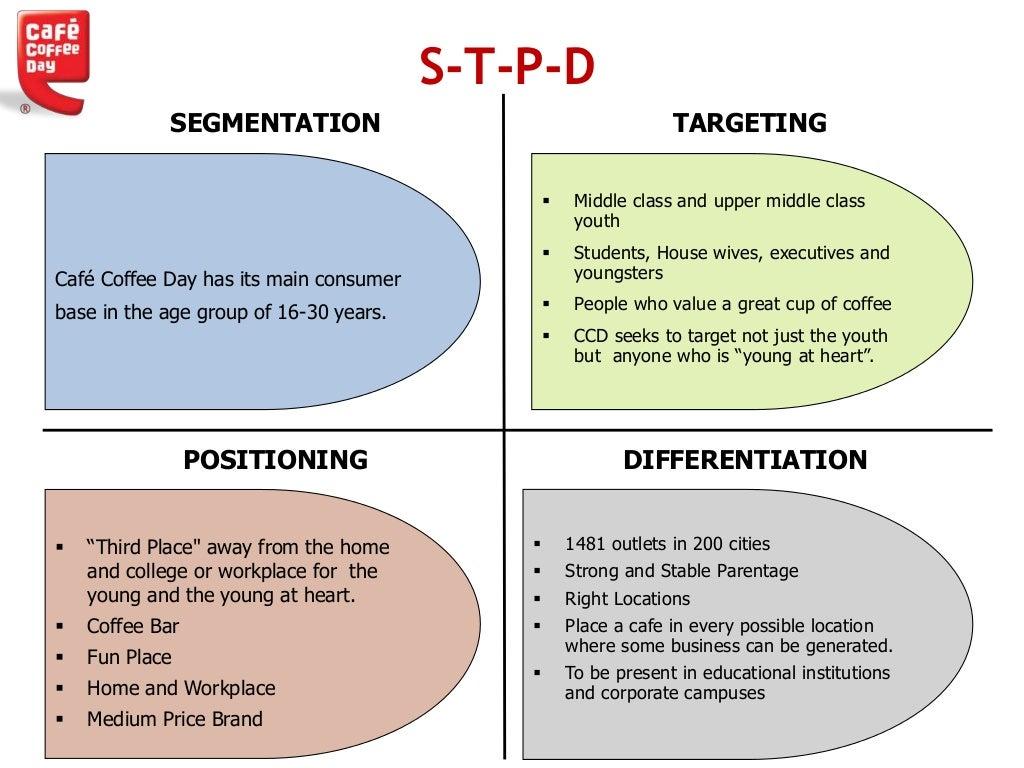 Café
Coffee
Day
®
S-T-P-D
SEGMENTATION
Café Coffee Day has its main consumer
base in the age group of 16-30 years.
TARGETING
▪ Middle class and upper middle class
youth
▪ Students, House wives, executives and
youngsters
▪ People who value a great cup of coffee
▪ CCD seeks to target not just the youth
but anyone who is “young at heart”.
POSITIONING
▪ “Third Place" away from the home
and college or workplace for the
young and the young at heart.
▪ Coffee Bar
▪ Fun Place
▪ Home and Workplace
▪ Medium Price Brand
DIFFERENTIATION
▪ 1481 outlets in 200 cities
▪ Strong and Stable Parentage
▪ Right Locations
▪ Place a cafe in every possible location
where some business can be generated.
▪ To be present in educational institutions
and corporate campuses